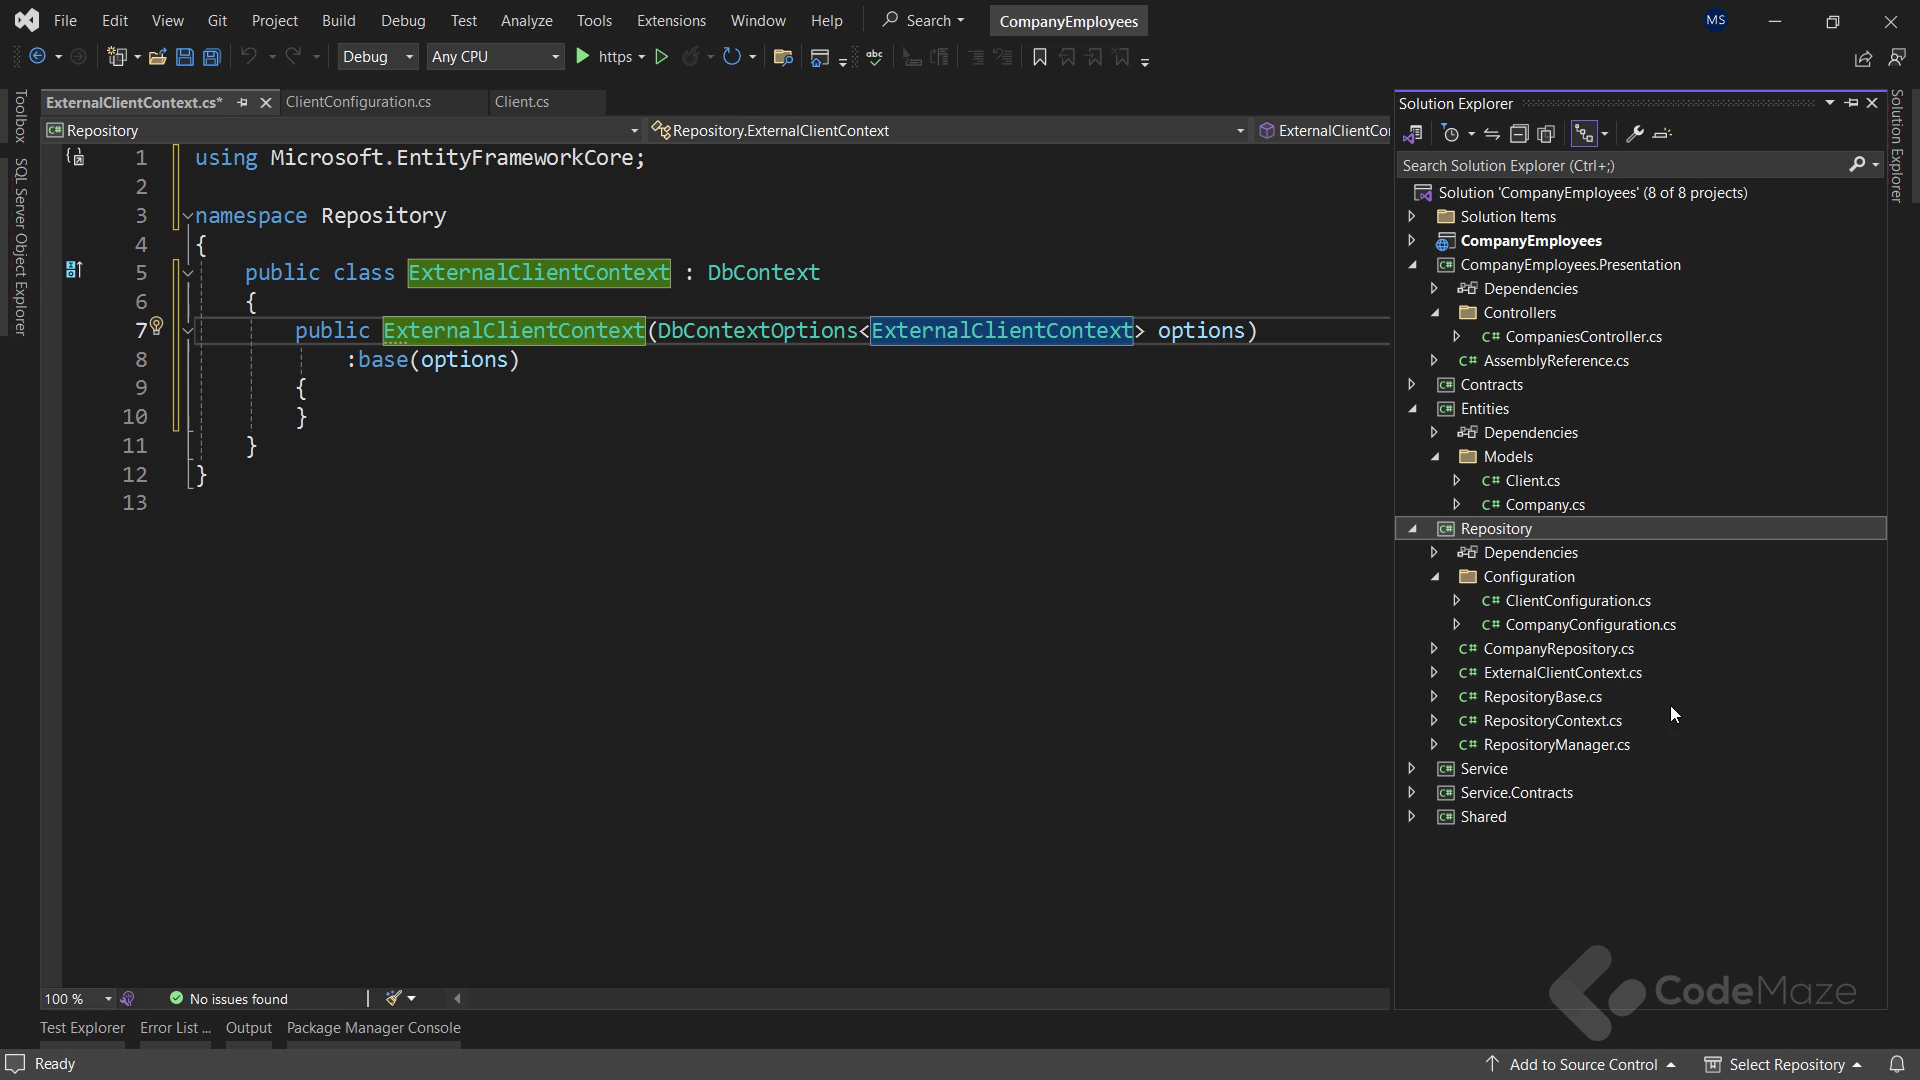 File Edit View Git Project Build Debug Test Analyze Tools Extensions Window Help Search CompanyEmployees MS
Debug Any CPU https abc
Toolbox
SQL Server Object Explorer
ExternalClientContext.cs* ClientConfiguration.cs Client.cs
C# Repository Repository.ExternalClientContext ExternalClientCo
1 using Microsoft.EntityFrameworkCore;
2
3 namespace Repository
4 {
5 public class ExternalClientContext : DbContext
6 {
7 public ExternalClientContext(DbContextOptions<ExternalClientContext> options)
8 :base(options)
9 {
10 }
11 }
12 }
13
100 % No issues found
Test Explorer Error List ... Output Package Manager Console
Ready
Solution Explorer
Search Solution Explorer (Ctrl+;)
Solution 'CompanyEmployees' (8 of 8 projects)
Solution Items
CompanyEmployees
C# CompanyEmployees.Presentation
Dependencies
Controllers
C# CompaniesController.cs
C# AssemblyReference.cs
C# Contracts
C# Entities
Dependencies
Models
C# Client.cs
C# Company.cs
C# Repository
Dependencies
Configuration
C# ClientConfiguration.cs
C# CompanyConfiguration.cs
C# CompanyRepository.cs
C# ExternalClientContext.cs
C# RepositoryBase.cs
C# RepositoryContext.cs
C# RepositoryManager.cs
C# Service
C# Service.Contracts
C# Shared
Solution Explorer
CodeMaze
Add to Source Control Select Repository